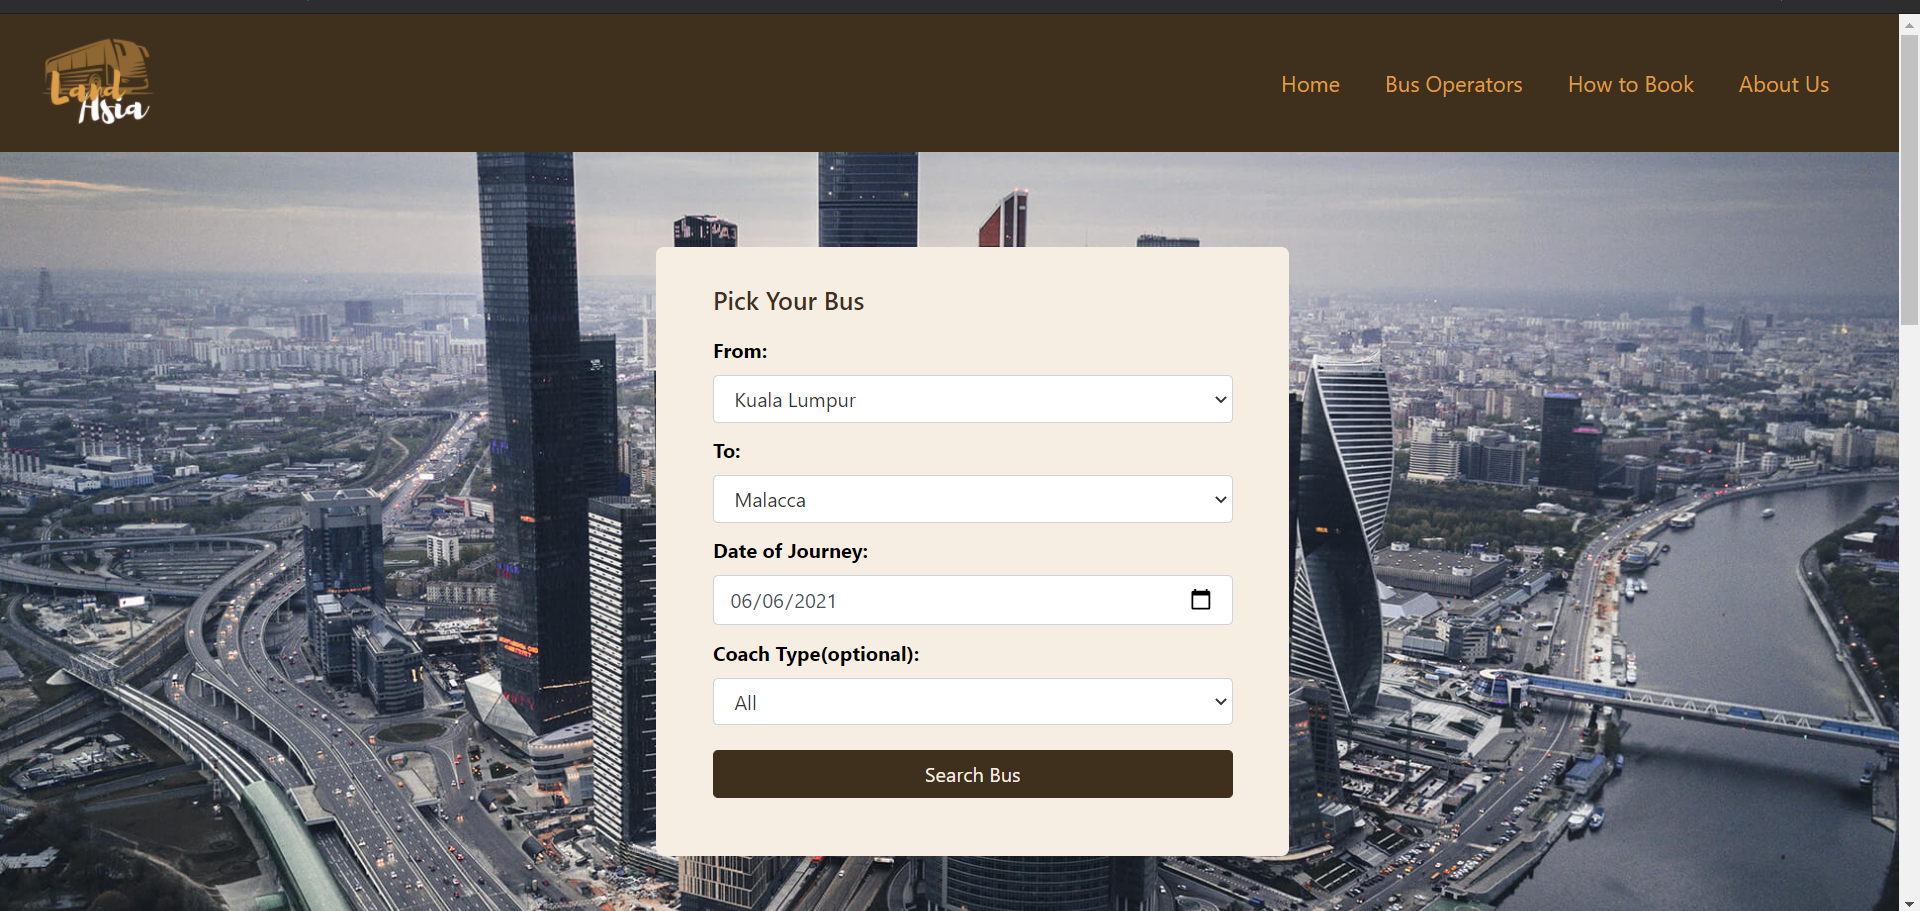 Land
Asia
Home
Bus Operators
How to Book
About Us
Pick Your Bus
From:
Kuala Lumpur
To:
Malacca
Date of Journey:
06/06/2021
Coach Type(optional):
All
Search Bus